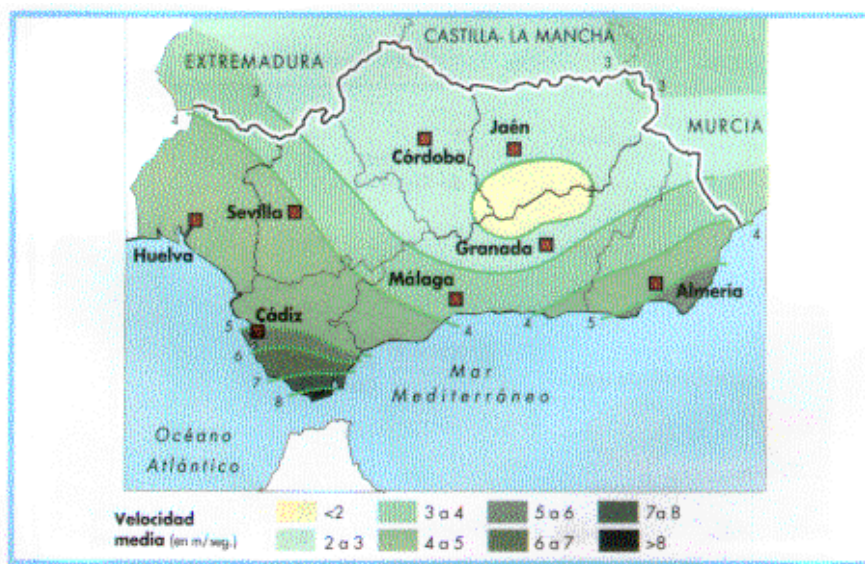 CASTILLA- LA MANCHA
EXTREMADURA
3
3
3
4
MURCIA
Jaén
Córdoba
Sevilla
Huelva
Granada
4
Málaga
Almería
Cádiz
5
6
7
8
4
4
5
Mar
Mediterráneo
Océano
Atlántico
Velocidad
media (en m/seg.)
<2
3 a 4
5 a 6
7 a 8
2 a 3
4 a 5
6 a 7
>8